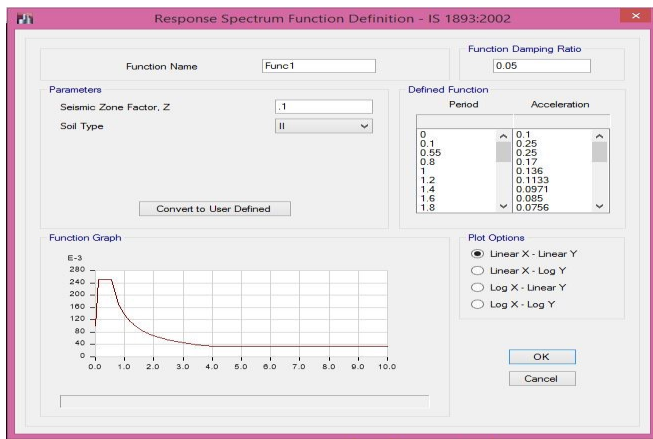 Response Spectrum Function Definition - IS 1893:2002
Function Name
Func1
Function Damping Ratio
0.05
Parameters
Seismic Zone Factor, Z
.1
Soil Type
II
Convert to User Defined
Defined Function
Period Acceleration
0 0.1
0.1 0.25
0.55 0.25
0.8 0.17
1 0.136
1.2 0.1133
1.4 0.0971
1.6 0.085
1.8 0.0756
Function Graph
E-3
280
240
200
160
120
80
40
0
0.0 1.0 2.0 3.0 4.0 5.0 6.0 7.0 8.0 9.0 10.0
Plot Options
Linear X - Linear Y
Linear X - Log Y
Log X - Linear Y
Log X - Log Y
OK
Cancel